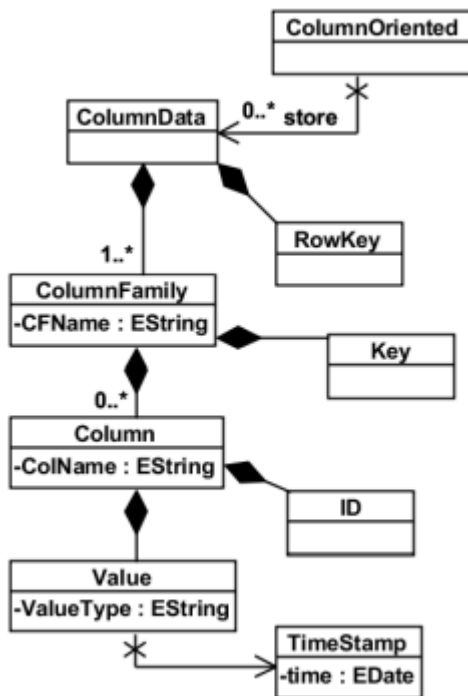 ColumnOriented
0..* store
ColumnData
RowKey
1..*
ColumnFamily
-CFName : EString
Key
0..*
Column
-ColName : EString
ID
Value
-ValueType : EString
TimeStamp
-time : EDate